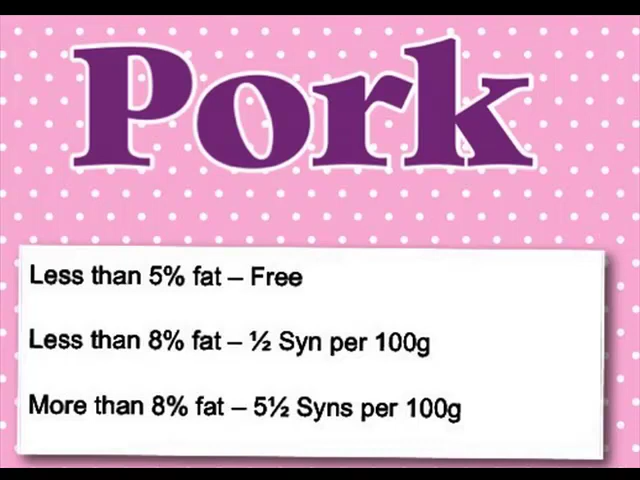 Pork
Less than 5% fat – Free
Less than 8% fat – ½ Syn per 100g
More than 8% fat – 5½ Syns per 100g